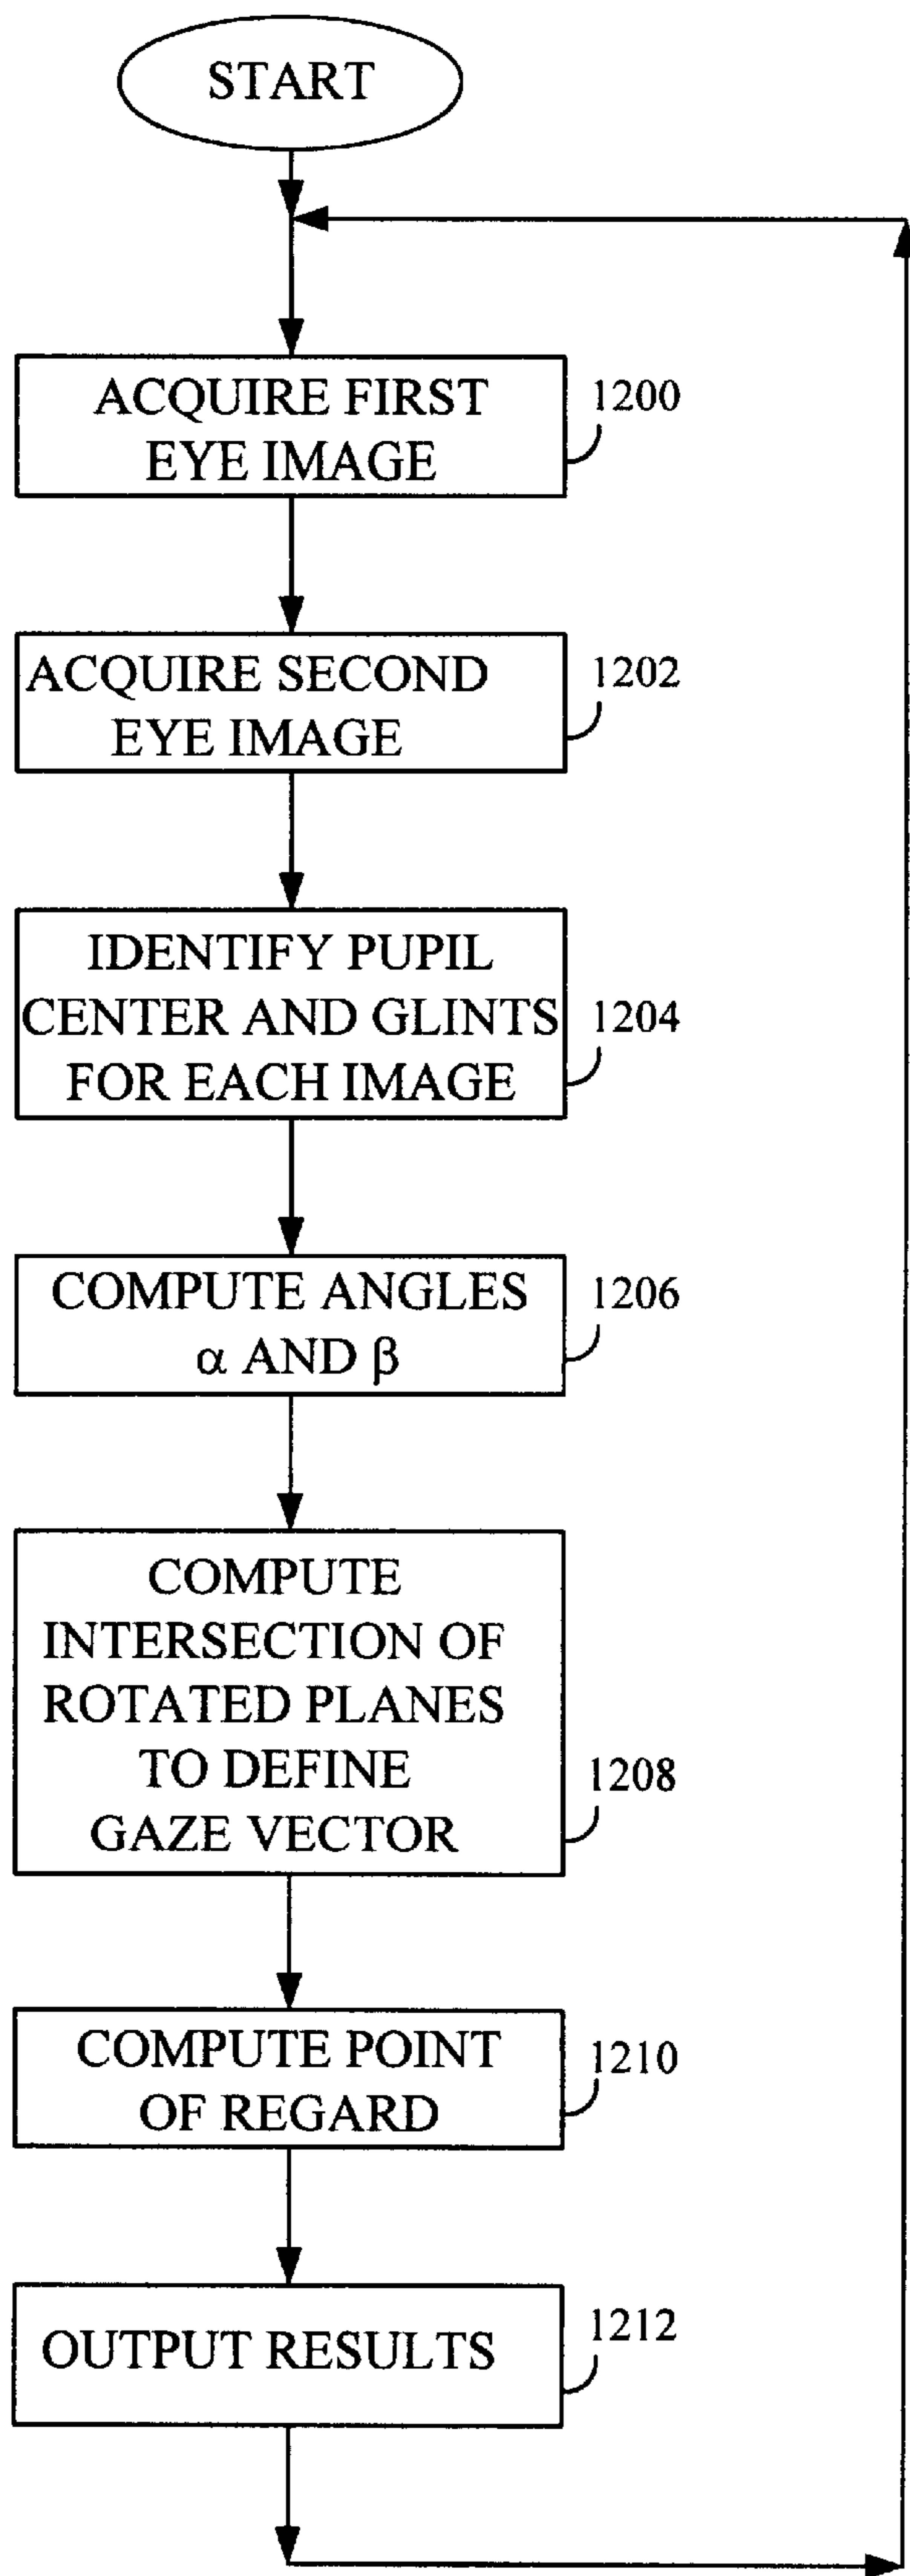 START
ACQUIRE FIRST
EYE IMAGE
1200
ACQUIRE SECOND
EYE IMAGE
1202
IDENTIFY PUPIL
CENTER AND GLINTS
FOR EACH IMAGE
1204
COMPUTE ANGLES
α AND β
1206
COMPUTE
INTERSECTION OF
ROTATED PLANES
TO DEFINE
GAZE VECTOR
1208
COMPUTE POINT
OF REGARD
1210
OUTPUT RESULTS
1212